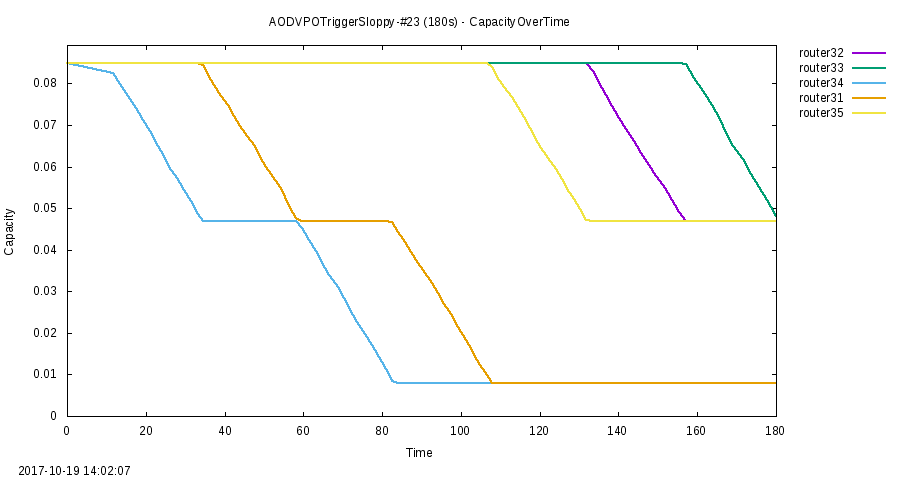 AODVPOTriggerSloppy-#23 (180s) - CapacityOverTime
router32
router33
router34
router31
router35
0.08
0.07
0.06
0.05
0.04
0.03
0.02
0.01
0
Capacity
0 20 40 60 80 100 120 140 160 180
Time
2017-10-19 14:02:07